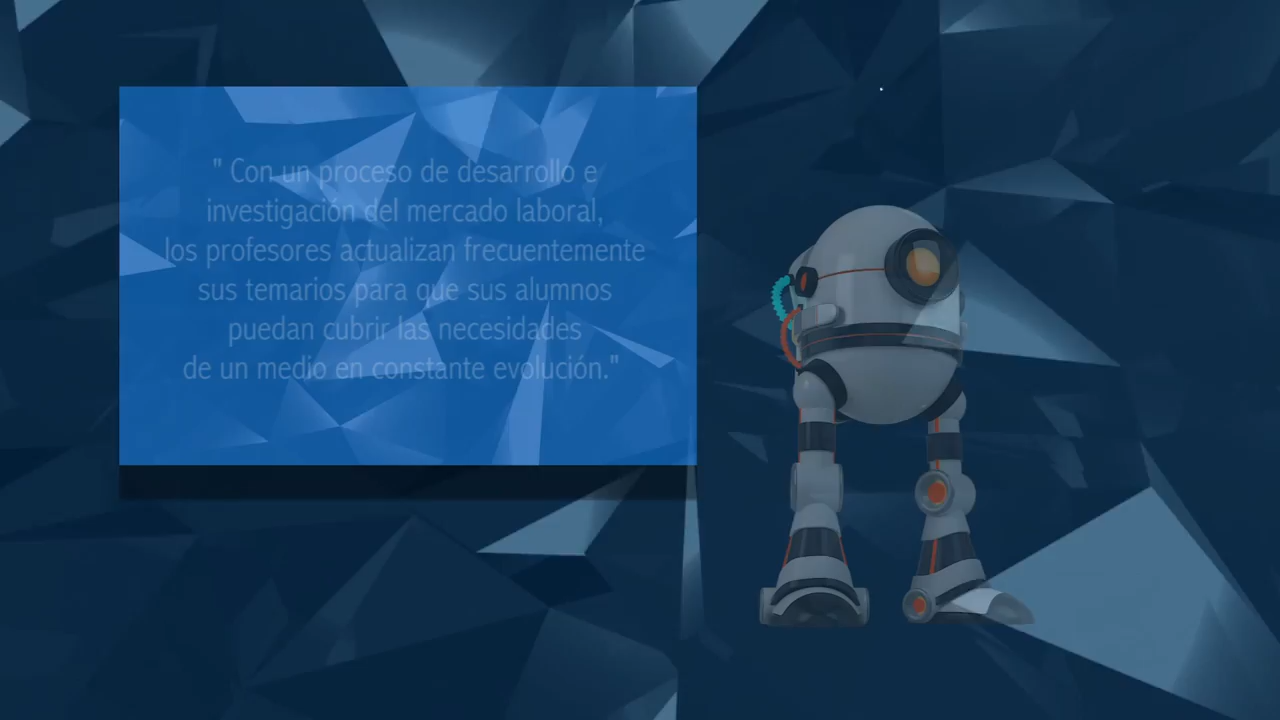 " Con un proceso de desarrollo e
investigación del mercado laboral,
los profesores actualizan frecuentemente
sus temarios para que sus alumnos
puedan cubrir las necesidades
de un medio en constante evolución."